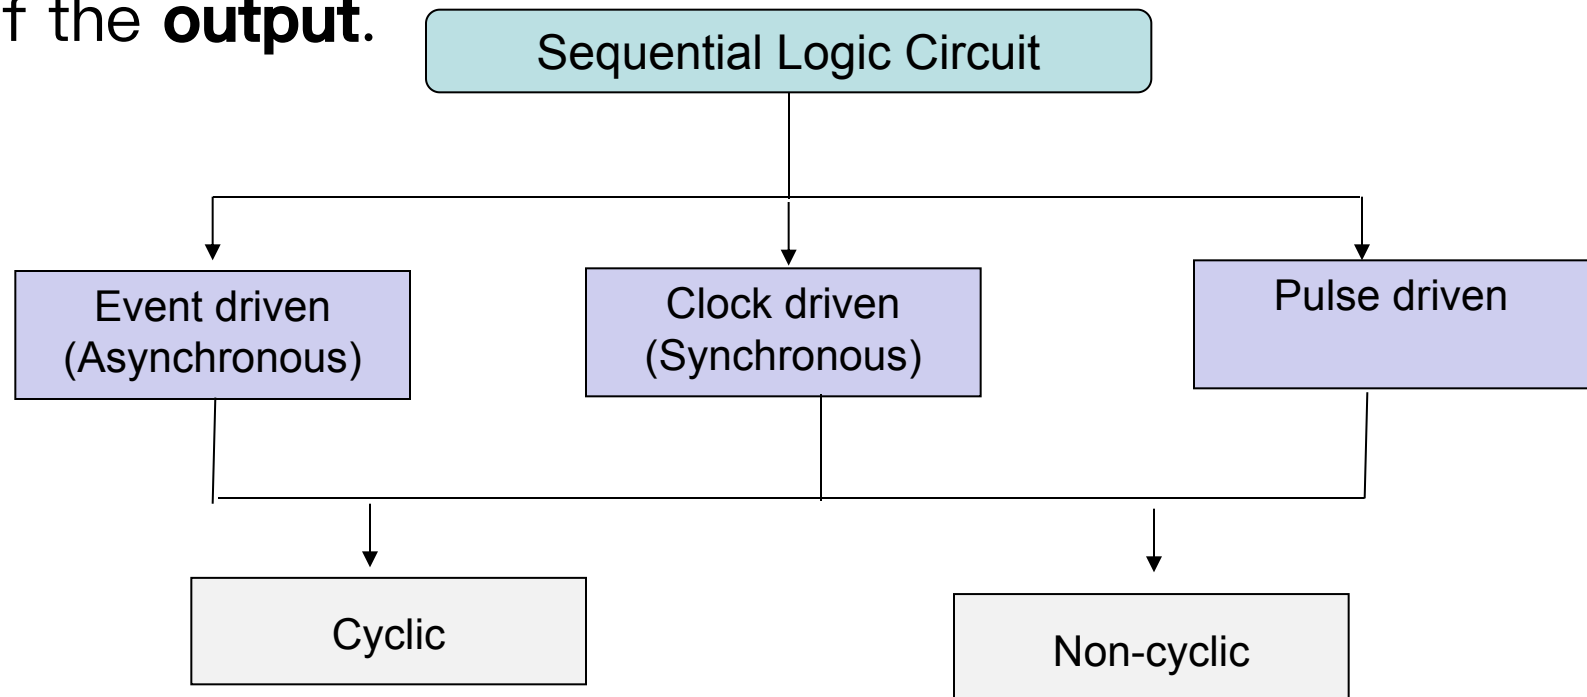 f the output.
Sequential Logic Circuit
Event driven
(Asynchronous)
Clock driven
(Synchronous)
Pulse driven
Cyclic
Non-cyclic